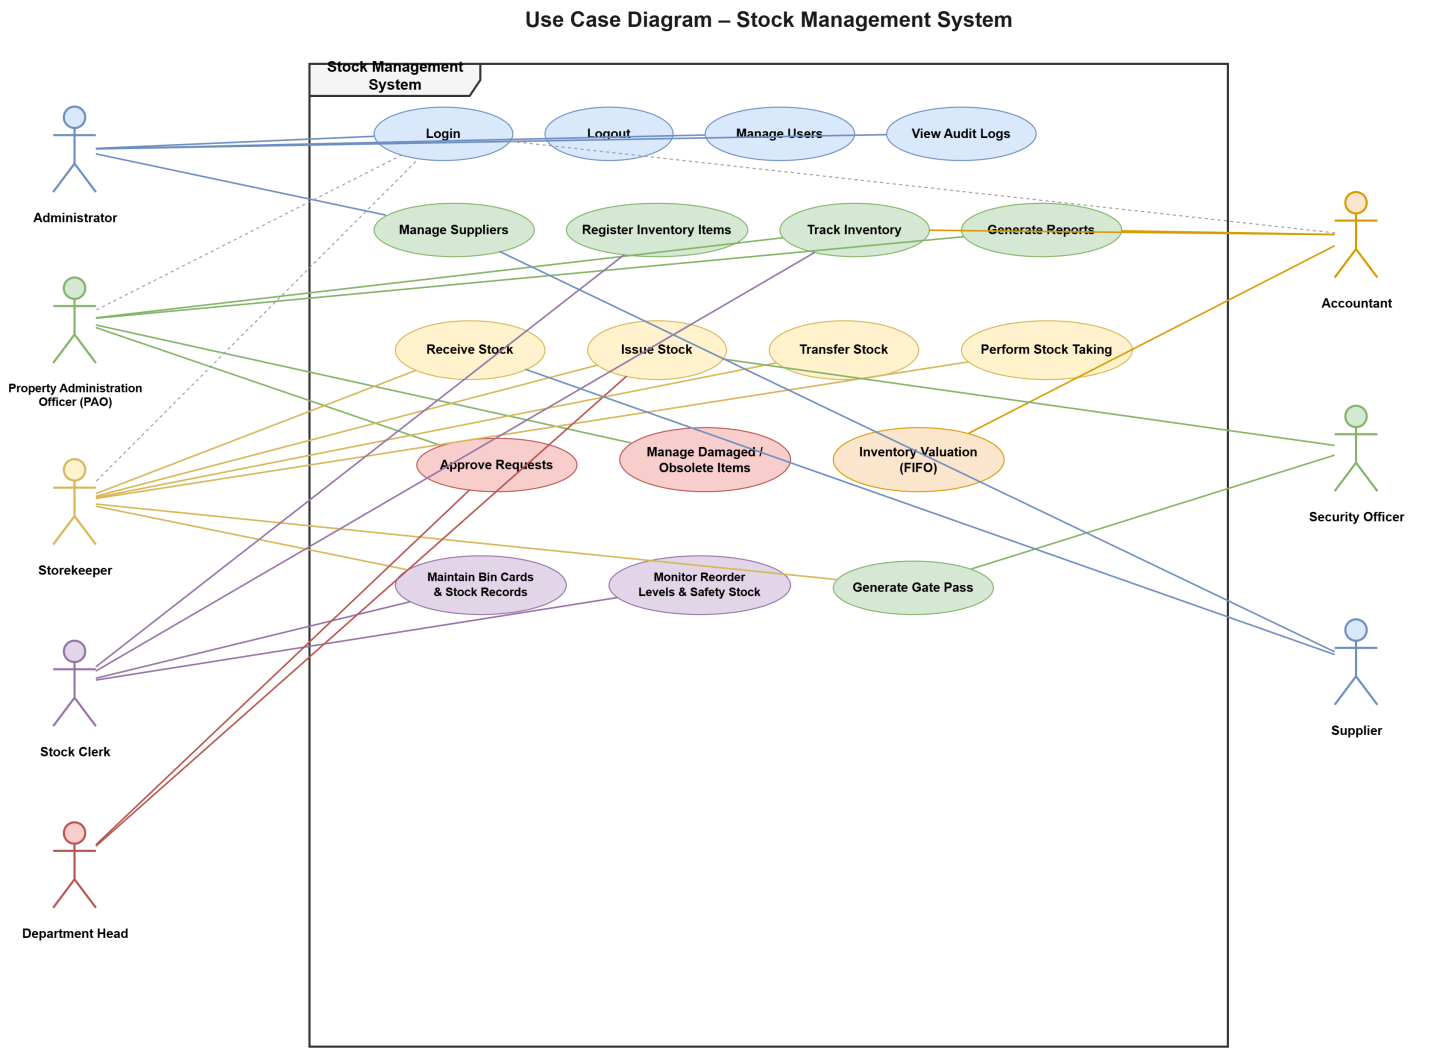 Use Case Diagram – Stock Management System
Stock Management
System
Login
Logout
Manage Users
View Audit Logs
Administrator
Manage Suppliers
Register Inventory Items
Track Inventory
Generate Reports
Accountant
Property Administration
Officer (PAO)
Receive Stock
Issue Stock
Transfer Stock
Perform Stock Taking
Approve Requests
Manage Damaged /
Obsolete Items
Inventory Valuation
(FIFO)
Security Officer
Storekeeper
Maintain Bin Cards
& Stock Records
Monitor Reorder
Levels & Safety Stock
Generate Gate Pass
Stock Clerk
Supplier
Department Head